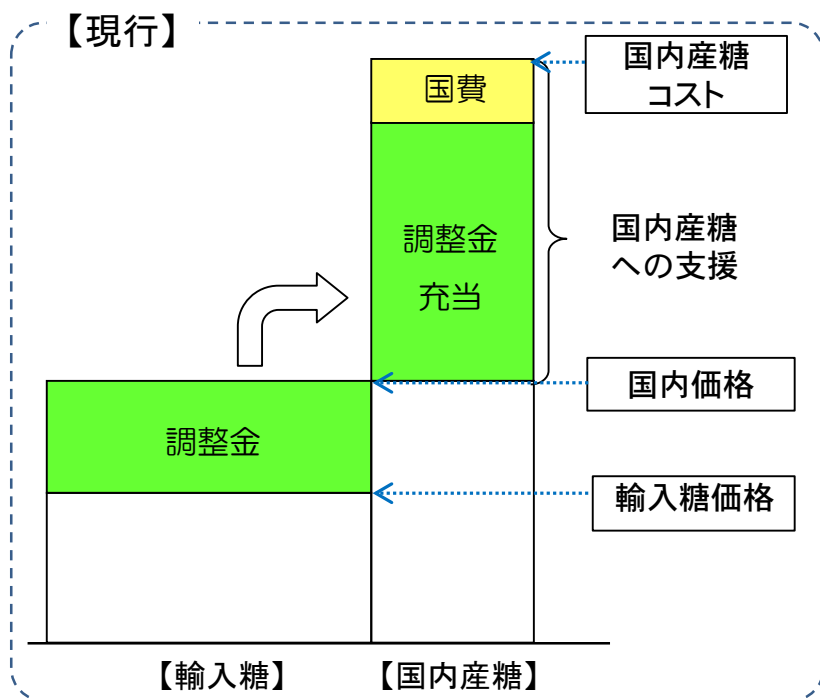 【現行】
国費
国内産糖
コスト
調整金
充当
国内産糖
への支援
国内価格
調整金
輸入糖価格
【輸入糖】
【国内産糖】